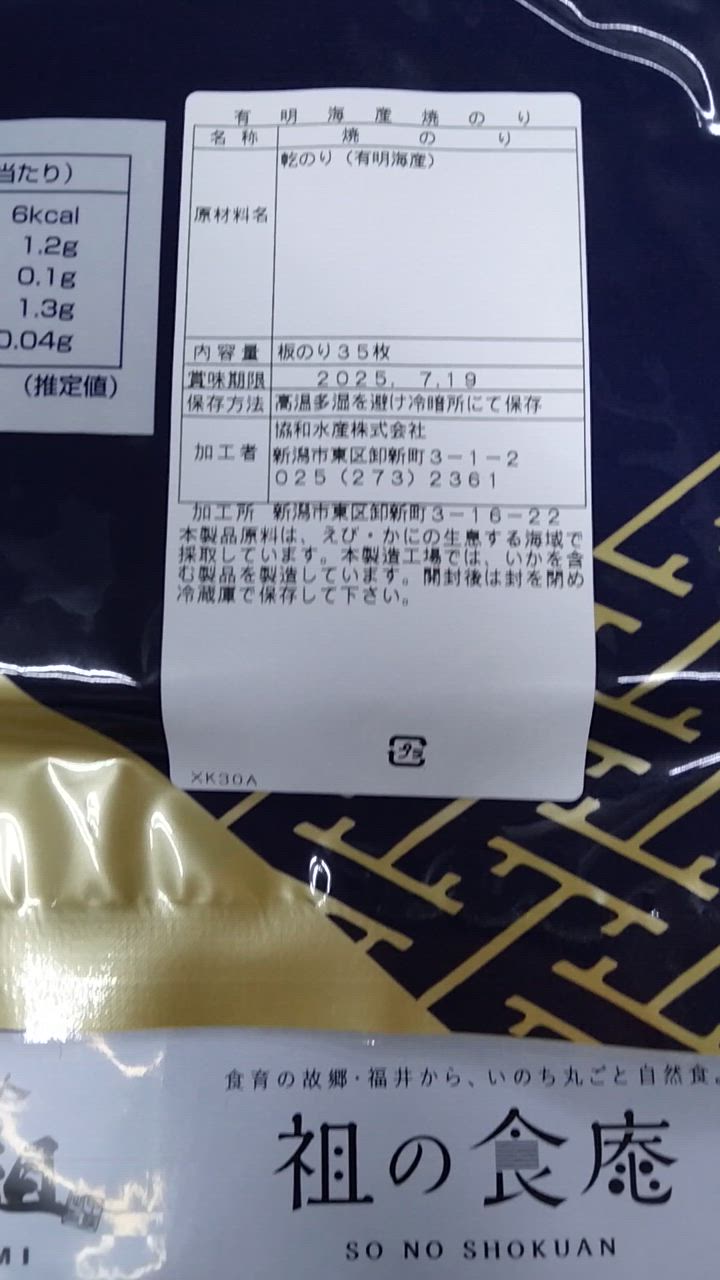 有明海産焼のり
名称 焼のり
原材料名 乾のり(有明海産)
内容量 板のり35枚
賞味期限 2025. 7.19
保存方法 高温多湿を避け冷暗所にて保存
加工者 協和水産株式会社
新潟市東区卸新町3-1-2
025(273)2361
加工所 新潟市東区卸新町3-16-22
本製品原料は、えび・かにの生息する海域で
採取しています。本製造工場では、いかを含
む製品を製造しています。開封後は封を閉め
冷蔵庫で保存して下さい。
プラ
XK30A
当たり)
6kcal
1.2g
0.1g
1.3g
0.04g
(推定値)
食育の故郷・福井から、いのち丸ごと自然食。
祖の食庵
SO NO SHOKUAN
MI